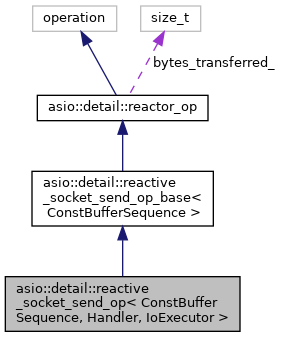 operation
size_t
bytes_transferred_
asio::detail::reactor_op
asio::detail::reactive
_socket_send_op_base<
ConstBufferSequence >
asio::detail::reactive
_socket_send_op< ConstBuffer
Sequence, Handler, IoExecutor >